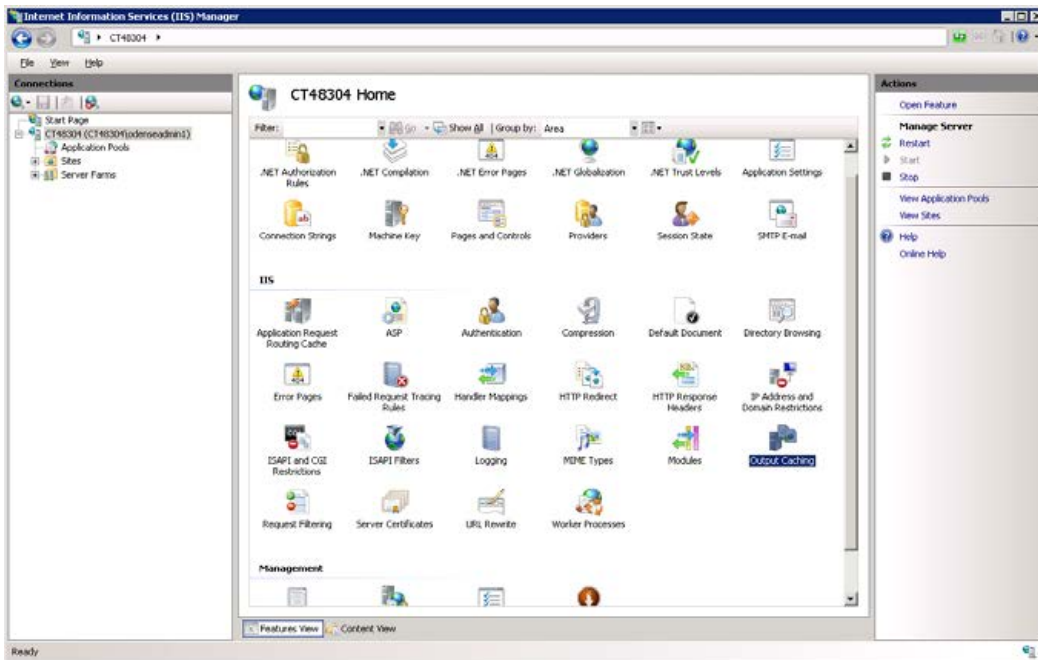 Internet Information Services (IIS) Manager
CT48304
File View Help
Connections
Start Page
CT48304 (CT48304\odenseadmin1)
Application Pools
Sites
Server Farms
CT48304 Home
Filter: Go Show All Group by: Area
.NET Authorization Rules
.NET Compilation
.NET Error Pages
.NET Globalization
.NET Trust Levels
Application Settings
Connection Strings
Machine Key
Pages and Controls
Providers
Session State
SMTP E-mail
IIS
Application Request Routing Cache
ASP
Authentication
Compression
Default Document
Directory Browsing
Error Pages
Failed Request Tracing Rules
Handler Mappings
HTTP Redirect
HTTP Response Headers
IP Address and Domain Restrictions
ISAPI and CGI Restrictions
ISAPI Filters
Logging
MIME Types
Modules
Output Caching
Request Filtering
Server Certificates
URL Rewrite
Worker Processes
Management
Features View Content View
Actions
Open Feature
Manage Server
Restart
Start
Stop
View Application Pools
View Sites
Help
Online Help
Ready